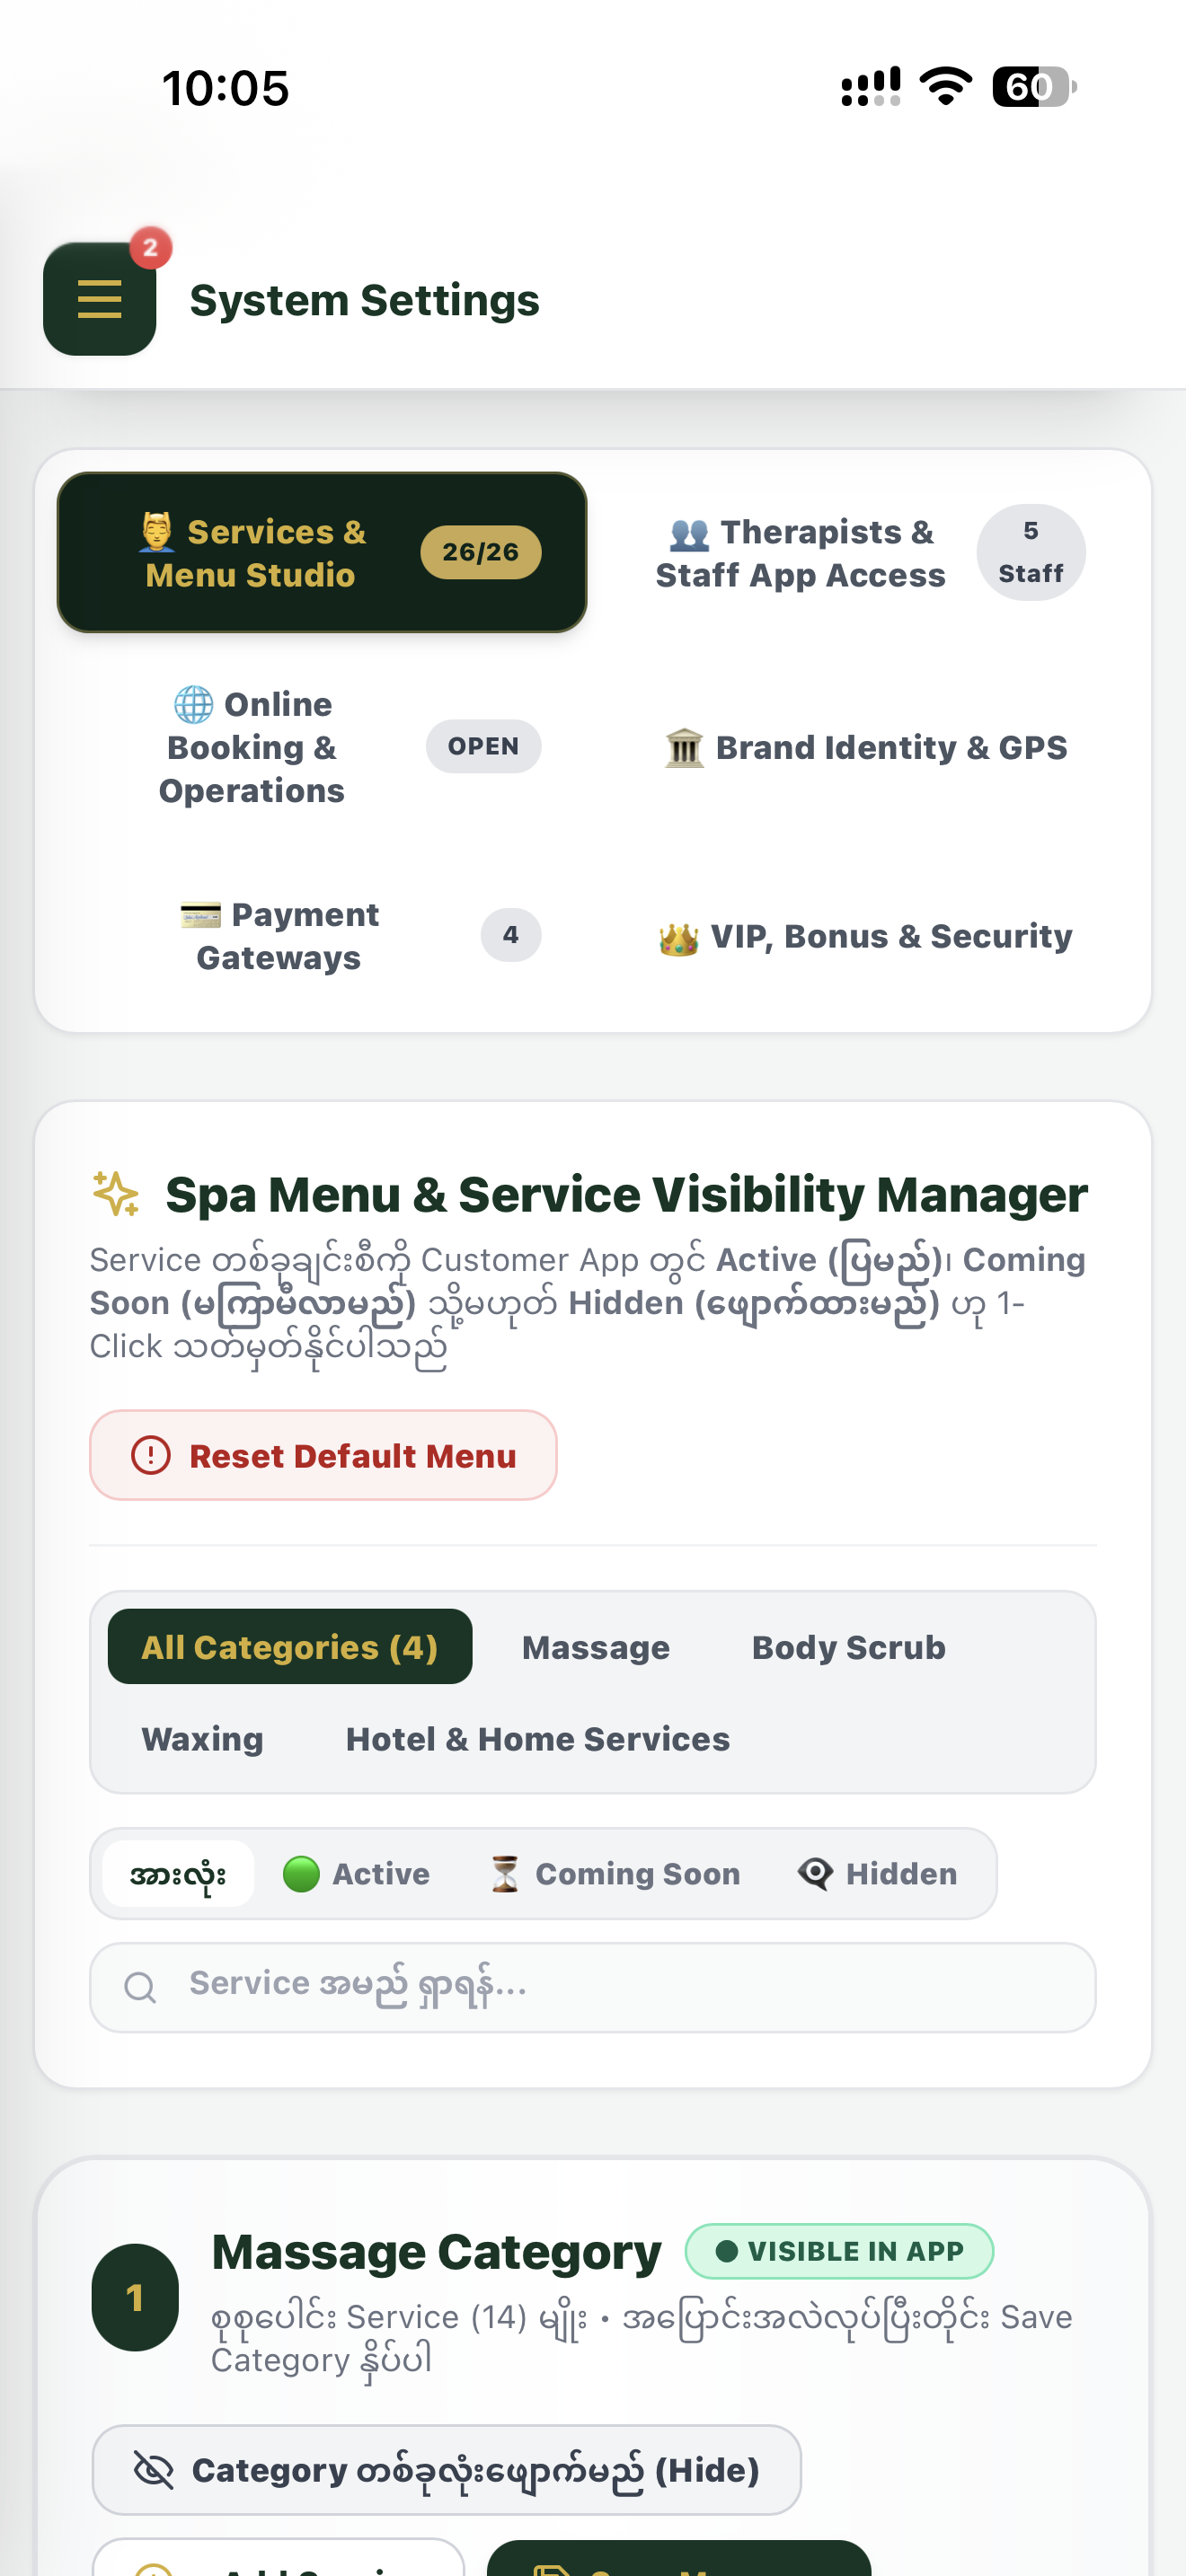 10:05
60
2
System Settings
Services &
Menu Studio
26/26
Therapists &
Staff App Access
5
Staff
Online
Booking &
Operations
OPEN
Brand Identity & GPS
Payment
Gateways
4
VIP, Bonus & Security
Spa Menu & Service Visibility Manager
Service တစ်ခုချင်းစီကို Customer App တွင် Active (ပြမည်)၊ Coming
Soon (မကြာမီလာမည်) သို့မဟုတ် Hidden (ဖျောက်ထားမည်) ဟု 1-
Click သတ်မှတ်နိုင်ပါသည်
Reset Default Menu
All Categories (4)
Massage
Body Scrub
Waxing
Hotel & Home Services
အားလုံး
Active
Coming Soon
Hidden
Service အမည် ရှာရန်...
1
Massage Category
VISIBLE IN APP
စုစုပေါင်း Service (14) မျိုး • အပြောင်းအလဲလုပ်ပြီးတိုင်း Save
Category နှိပ်ပါ
Category တစ်ခုလုံးဖျောက်မည် (Hide)